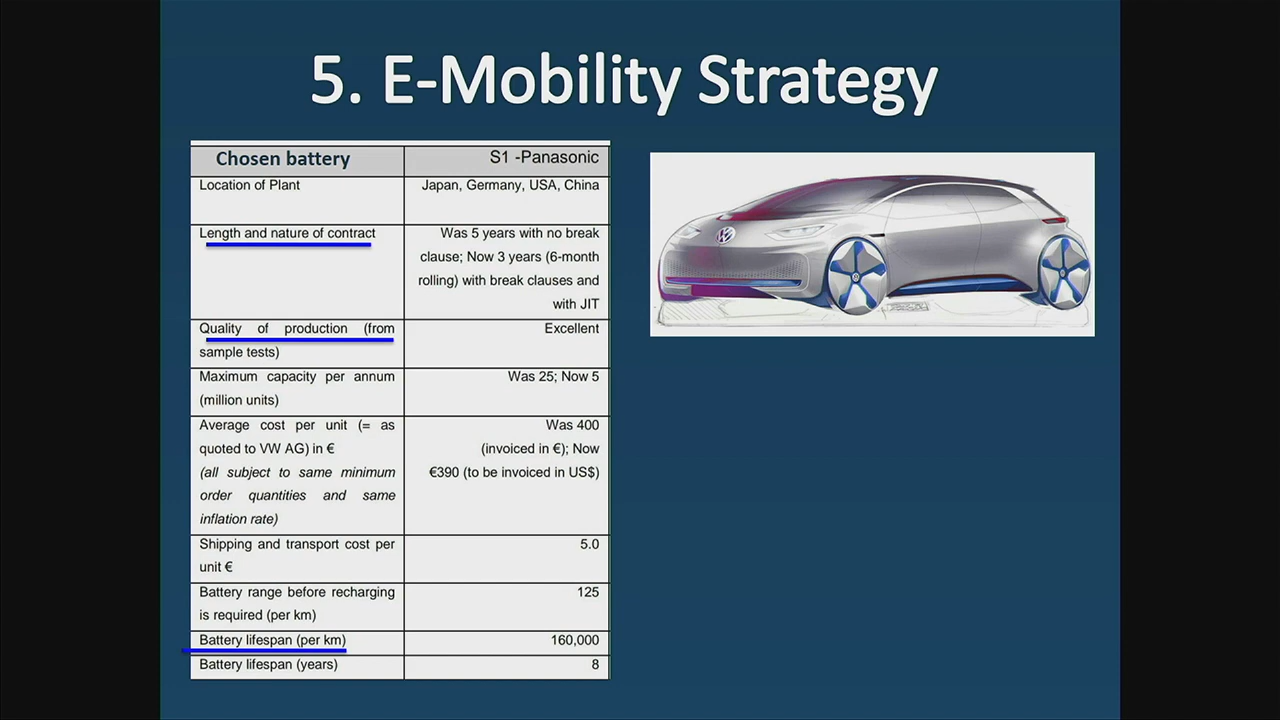 5. E-Mobility Strategy
Chosen battery S1 -Panasonic
Location of Plant Japan, Germany, USA, China
Length and nature of contract Was 5 years with no break
clause; Now 3 years (6-month
rolling) with break clauses and
with JIT
Quality of production (from Excellent
sample tests)
Maximum capacity per annum Was 25; Now 5
(million units)
Average cost per unit (= as Was 400
quoted to VW AG) in € (invoiced in €); Now
(all subject to same minimum €390 (to be invoiced in US$)
order quantities and same
inflation rate)
Shipping and transport cost per 5.0
unit €
Battery range before recharging 125
is required (per km)
Battery lifespan (per km) 160,000
Battery lifespan (years) 8